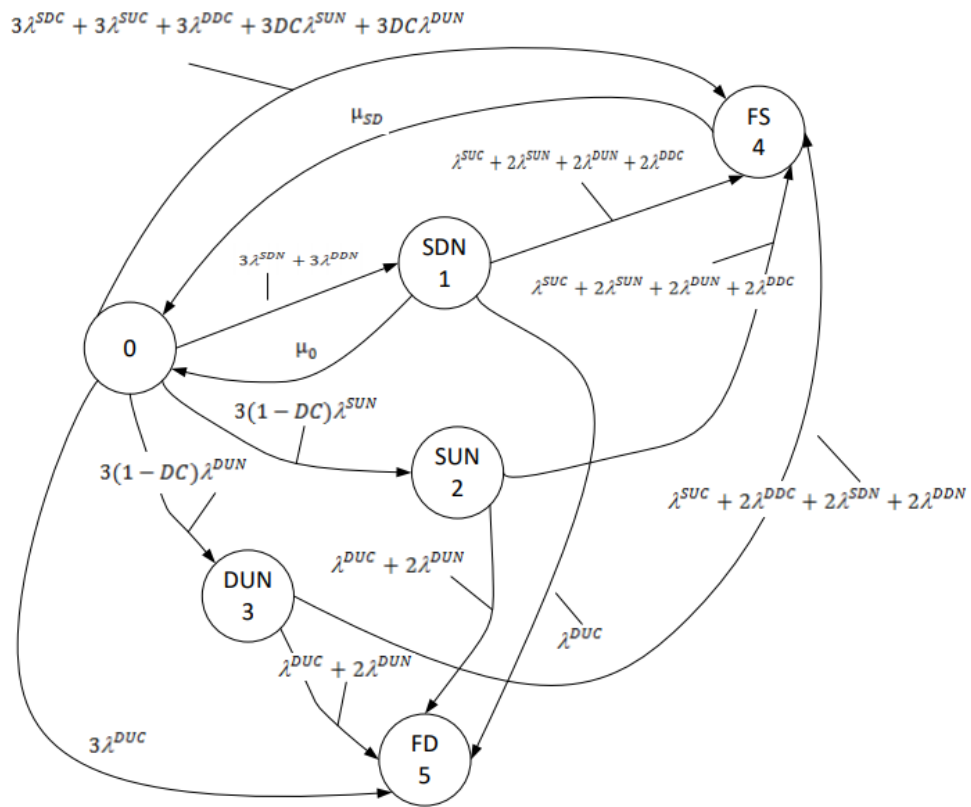 3λ^{SDC} + 3λ^{SUC} + 3λ^{DDC} + 3DCλ^{SUN} + 3DCλ^{DUN}
μ_{SD}
FS
4
λ^{SUC} + 2λ^{SUN} + 2λ^{DUN} + 2λ^{DDC}
SDN
1
3λ^{SDN} + 3λ^{DDN}
λ^{SUC} + 2λ^{SUN} + 2λ^{DUN} + 2λ^{DDC}
0
μ_0
3(1 − DC)λ^{SUN}
SUN
2
3(1 − DC)λ^{DUN}
λ^{SUC} + 2λ^{DDC} + 2λ^{SDN} + 2λ^{DDN}
λ^{DUC} + 2λ^{DUN}
DUN
3
λ^{DUC}
λ^{DUC} + 2λ^{DUN}
3λ^{DUC}
FD
5